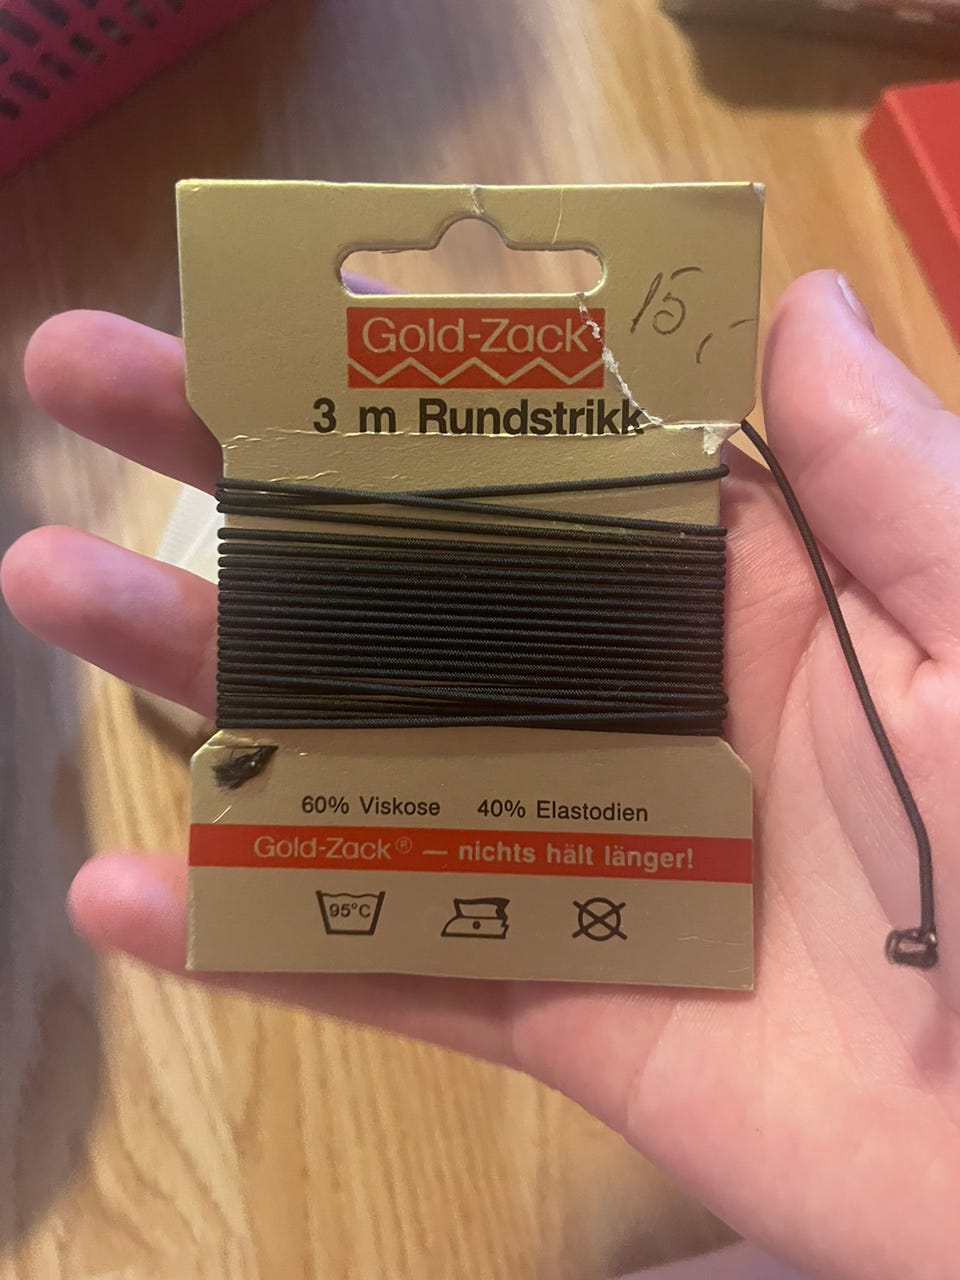 15,-
Gold-Zack
3 m Rundstrikk
60% Viskose 40% Elastodien
Gold-Zack® — nichts hält länger!
95°C